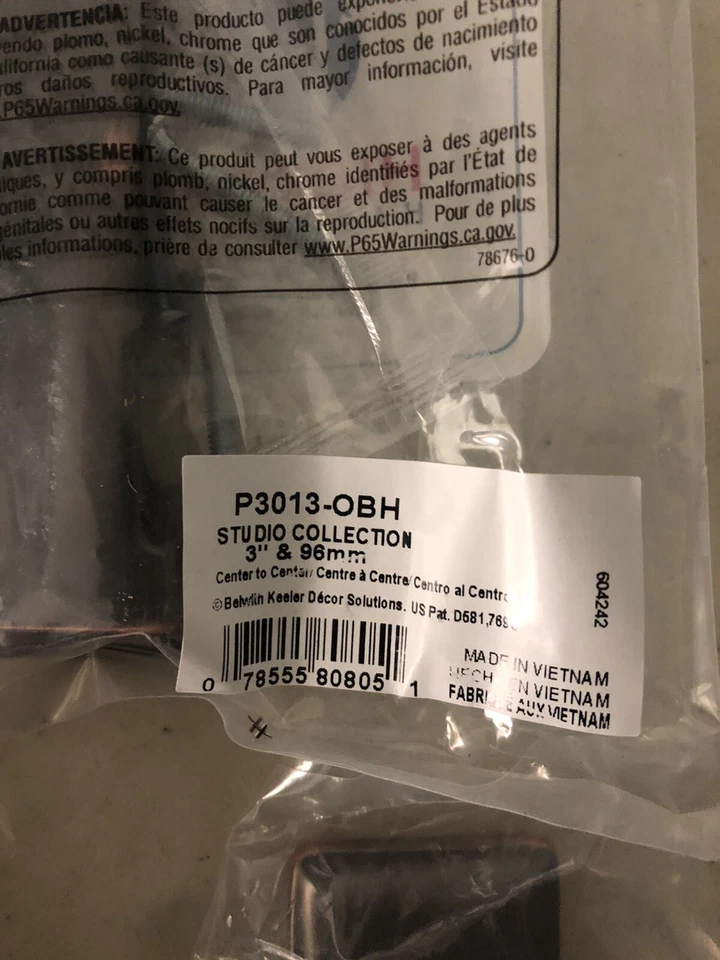 ADVERTENCIA: Este producto puede
plomo, nickel, chrome que son conocidos por el Estado
como causante (s) de cáncer y defectos de nacimiento
daños reproductivos. Para mayor información, visite
.P65Warnings.ca.gov.
AVERTISSEMENT: Ce produit peut vous exposer à des agents
iques, y compris plomb, nickel, chrome identifiés par l'État de
ornie comme pouvant causer le cancer et des malformations
génitales ou autres effets nocifs sur la reproduction. Pour de plus
les informations, prière de consulter www.P65Warnings.ca.gov.
78676-0
P3013-OBH
STUDIO COLLECTION
3" & 96mm
Center to Center/ Centre à Centre/ Centro al Centro
©Belwith Keeler Décor Solutions. US Pat. D581,769
0 78555 80805 1
604242
MADE IN VIETNAM
EN VIETNAM
AUX VIETNAM